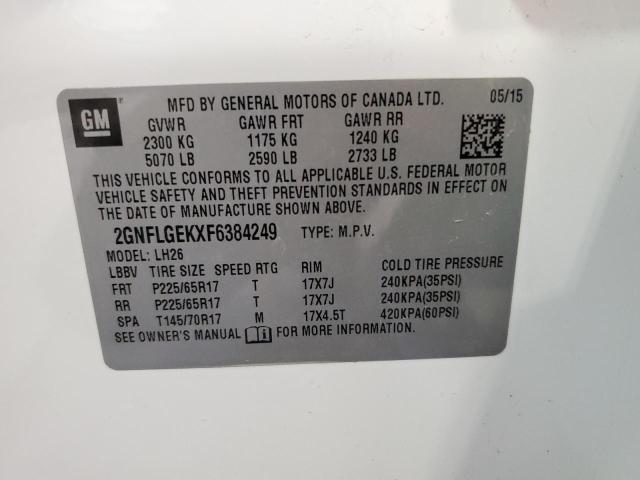 GM
MFD BY GENERAL MOTORS OF CANADA LTD. 05/15
GVWR GAWR FRT GAWR RR
2300 KG 1175 KG 1240 KG
5070 LB 2590 LB 2733 LB
THIS VEHICLE CONFORMS TO ALL APPLICABLE U.S. FEDERAL MOTOR
VEHICLE SAFETY AND THEFT PREVENTION STANDARDS IN EFFECT ON
THE DATE OF MANUFACTURE SHOWN ABOVE.
2GNFLGEKXF6384249 TYPE: M.P.V.
MODEL: LH26
LBBV TIRE SIZE SPEED RTG RIM COLD TIRE PRESSURE
FRT P225/65R17 T 17X7J 240KPA(35PSI)
RR P225/65R17 T 17X7J 240KPA(35PSI)
SPA T145/70R17 M 17X4.5T 420KPA(60PSI)
SEE OWNER'S MANUAL